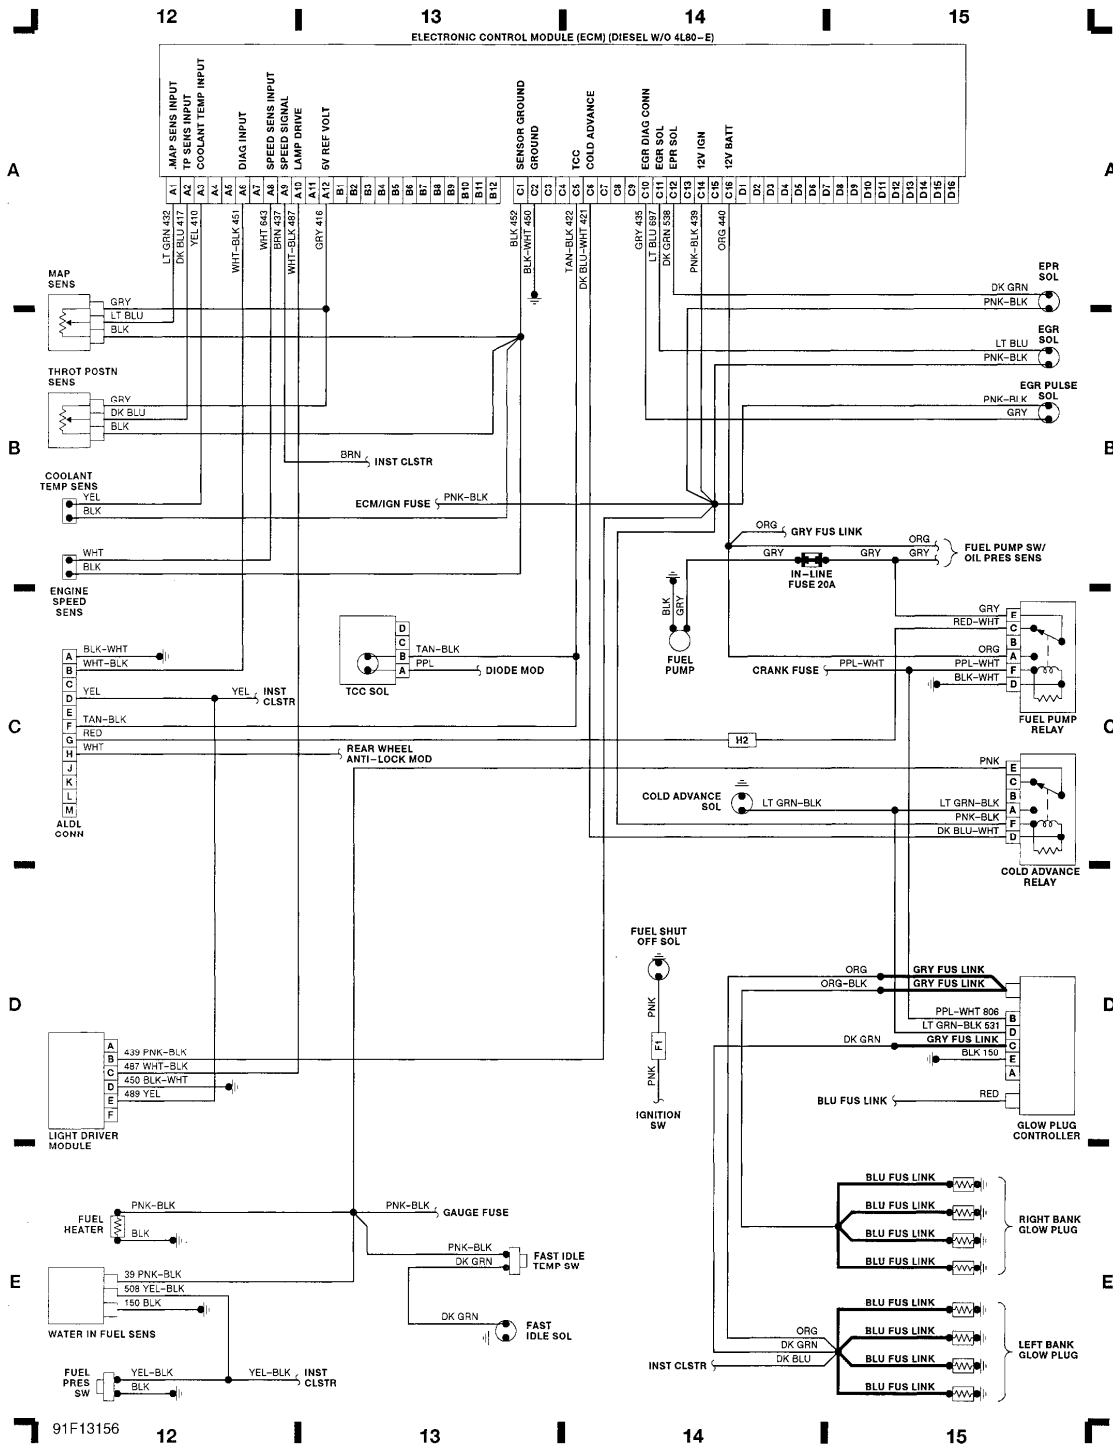 12 13 14 15
ELECTRONIC CONTROL MODULE (ECM) (DIESEL W/O 4L80-E)
MAP SENS INPUT
TP SENS INPUT
COOLANT TEMP INPUT
DIAG INPUT
SPEED SENS INPUT
SPEED SIGNAL
LAMP DRIVE
5V REF VOLT
SENSOR GROUND
GROUND
TCC
COLD ADVANCE
EGR DIAG CONN
EGR SOL
EPR SOL
12V IGN
12V BATT
A A
A1 A2 A3 A4 A5 A6 A7 A8 A9 A10 A11 A12 B1 B2 B3 B4 B5 B6 B7 B8 B9 B10 B11 B12 C1 C2 C3 C4 C5 C6 C7 C8 C9 C10 C11 C12 C13 C14 C15 C16 D1 D2 D3 D4 D5 D6 D7 D8 D9 D10 D11 D12 D13 D14 D15 D16
LT GRN 432
DK BLU 417
YEL 410
WHT-BLK 451
WHT 643
BRN 437
WHT-BLK 487
GRY 416
BLK 452
BLK-WHT 450
TAN-BLK 422
DK BLU-WHT 421
GRY 435
LT BLU 697
DK GRN 538
PNK-BLK 439
ORG 440
MAP
SENS
GRY
LT BLU
BLK
EPR
SOL
DK GRN
PNK-BLK
EGR
SOL
LT BLU
PNK-BLK
THROT POSTN
SENS
GRY
DK BLU
BLK
EGR PULSE
SOL
PNK-BLK
GRY
B B
BRN INST CLSTR
COOLANT
TEMP SENS
YEL
BLK
ECM/IGN FUSE PNK-BLK
ORG GRY FUS LINK
ORG
GRY GRY GRY
FUEL PUMP SW/
OIL PRES SENS
IN-LINE
FUSE 20A
WHT
BLK
ENGINE
SPEED
SENS
BLK GRY
FUEL
PUMP
GRY E
RED-WHT C
B
ORG A
CRANK FUSE PPL-WHT PPL-WHT F
BLK-WHT D
FUEL PUMP
RELAY
D
C
TAN-BLK B
PPL A
DIODE MOD
TCC SOL
A BLK-WHT
B WHT-BLK
C
D YEL YEL INST
CLSTR
E
F TAN-BLK
G RED
H WHT
J
K
L
M
ALDL
CONN
REAR WHEEL
ANTI-LOCK MOD
H2
C C
COLD ADVANCE
SOL
LT GRN-BLK
PNK E
C
B
LT GRN-BLK A
PNK-BLK F
DK BLU-WHT D
COLD ADVANCE
RELAY
FUEL SHUT
OFF SOL
PNK
F1
PNK
IGNITION
SW
ORG GRY FUS LINK
ORG-BLK GRY FUS LINK
D D
PPL-WHT 806 B
LT GRN-BLK 531 D
DK GRN GRY FUS LINK C
BLK 150 E
A
BLU FUS LINK RED
GLOW PLUG
CONTROLLER
A
B 439 PNK-BLK
C 487 WHT-BLK
D 450 BLK-WHT
E 489 YEL
F
LIGHT DRIVER
MODULE
FUEL
HEATER
PNK-BLK
BLK
PNK-BLK GAUGE FUSE
PNK-BLK
DK GRN
FAST IDLE
TEMP SW
DK GRN
FAST
IDLE SOL
BLU FUS LINK
BLU FUS LINK
BLU FUS LINK
BLU FUS LINK
RIGHT BANK
GLOW PLUG
E E
39 PNK-BLK
508 YEL-BLK
150 BLK
WATER IN FUEL SENS
BLU FUS LINK
BLU FUS LINK
BLU FUS LINK
BLU FUS LINK
LEFT BANK
GLOW PLUG
ORG
DK GRN
INST CLSTR DK BLU
FUEL
PRES
SW
YEL-BLK
BLK
YEL-BLK INST
CLSTR
91F13156
12 13 14 15